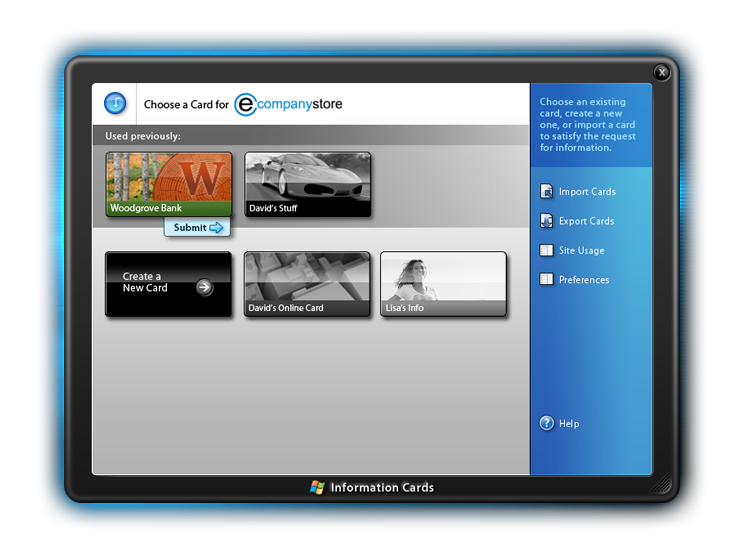 Choose a Card for ecompanystore
Used previously:
W
Woodgrove Bank
David's Stuff
Submit
Create a
New Card
David's Online Card
Lisa's Info
Choose an existing
card, create a new
one, or import a card
to satisfy the request
for information.
Import Cards
Export Cards
Site Usage
Preferences
? Help
Information Cards